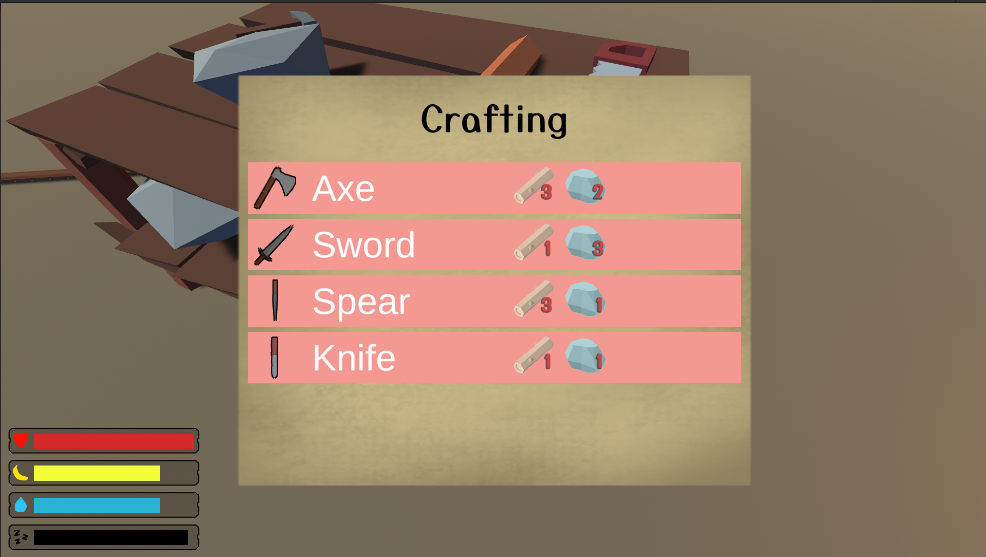 Crafting
Axe 3 2
Sword 1 3
Spear 3 1
Knife 1 1
z z z